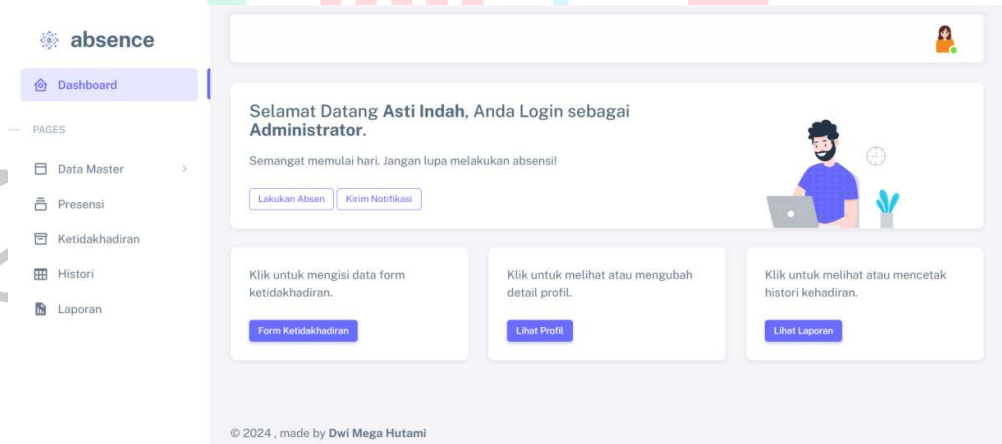 absence
Dashboard
PAGES
Data Master
Presensi
Ketidakhadiran
Histori
Laporan
Selamat Datang Asti Indah, Anda Login sebagai
Administrator.
Semangat memulai hari. Jangan lupa melakukan absensi!
Lakukan Absen
Kirim Notifikasi
Klik untuk mengisi data form
ketidakhadiran.
Form Ketidakhadiran
Klik untuk melihat atau mengubah
detail profil.
Lihat Profil
Klik untuk melihat atau mencetak
histori kehadiran.
Lihat Laporan
© 2024 , made by Dwi Mega Hutami